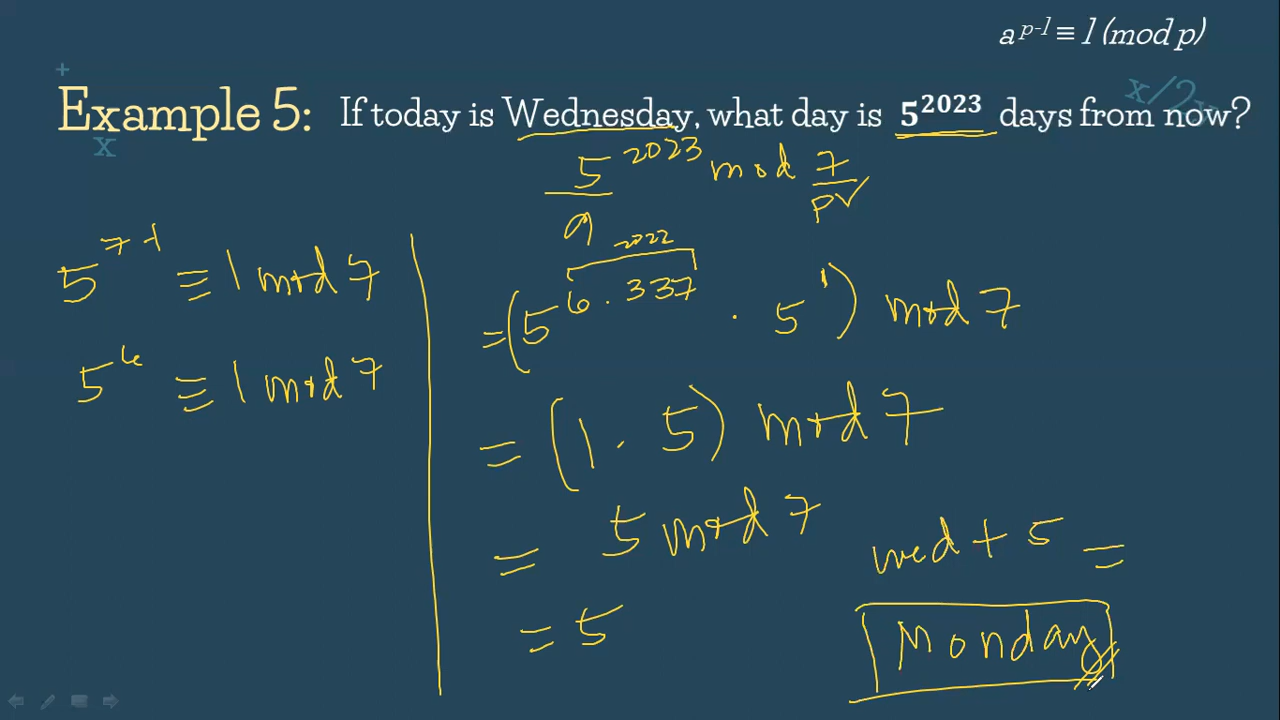 a^{p-1} ≡ 1 (mod p)
Example 5: If today is Wednesday, what day is 5^{2023} days from now?
5^{2023} mod 7
a
p✓
5^{7-1} ≡ 1 mod 7
2022
= (5^{6·337} · 5^1) mod 7
5^6 ≡ 1 mod 7
= (1 · 5) mod 7
= 5 mod 7
wed + 5 =
= 5
Monday